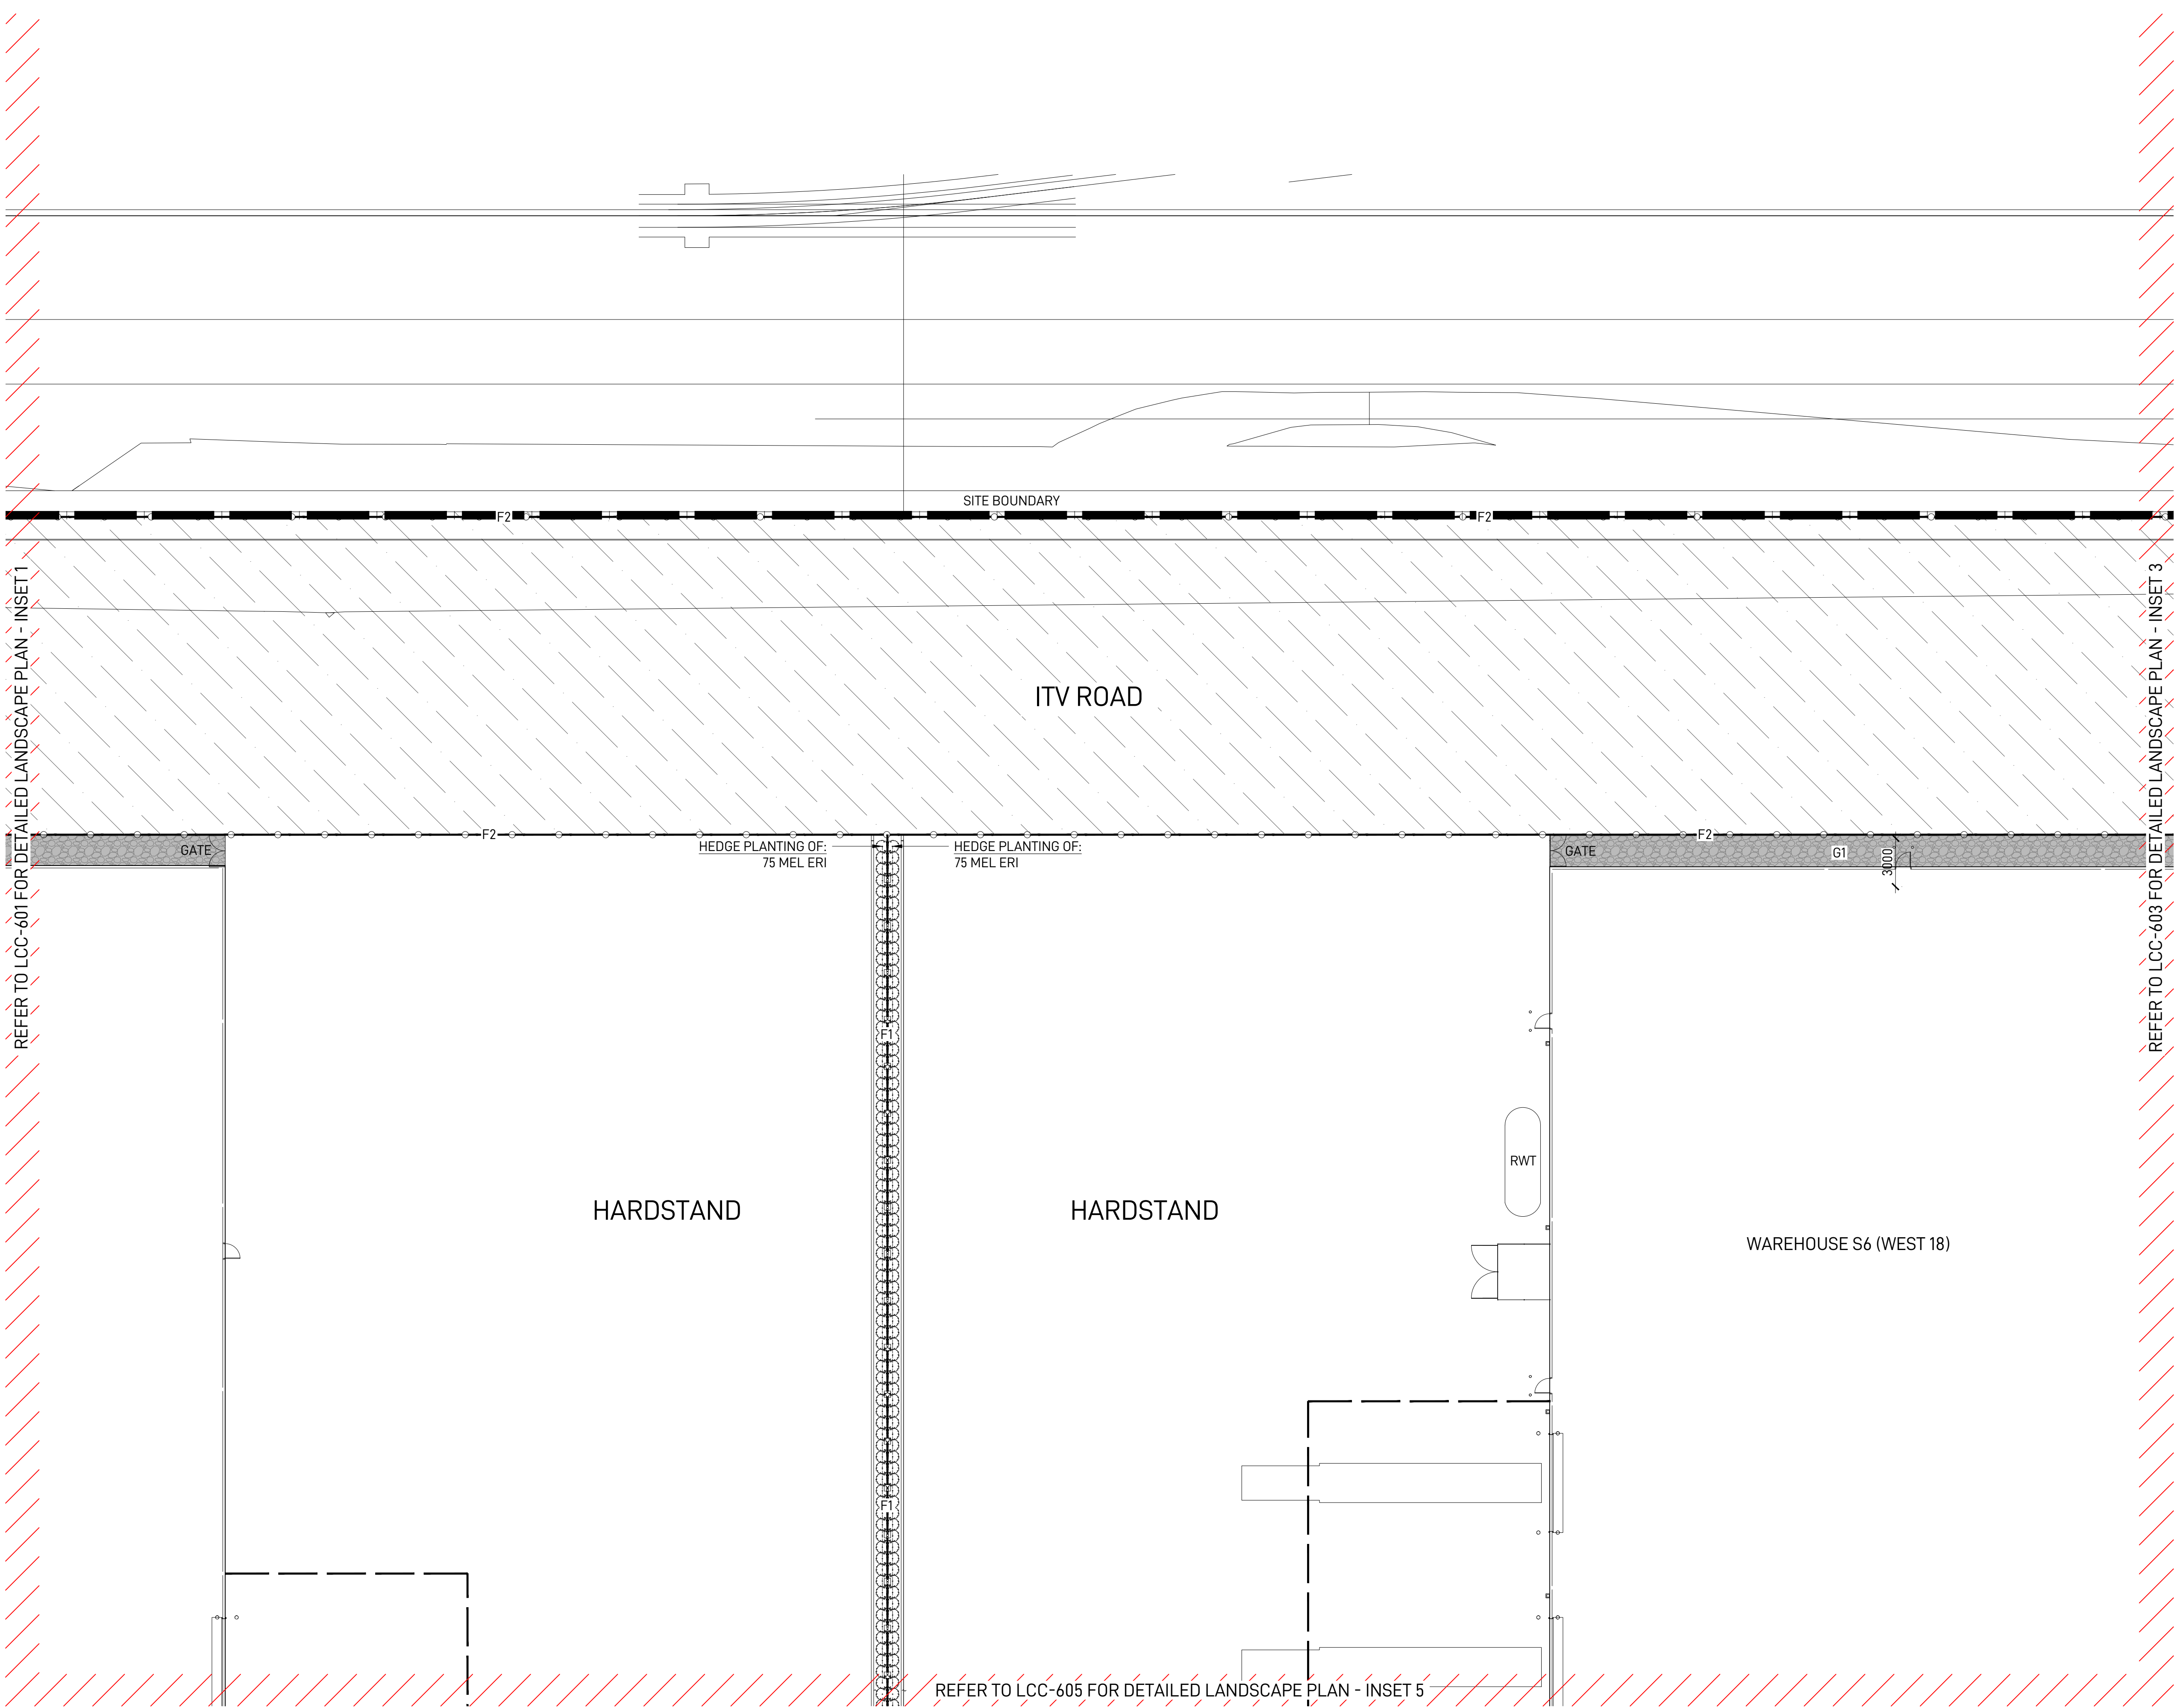 SITE BOUNDARY
F2
F2
REFER TO LCC-601 FOR DETAILED LANDSCAPE PLAN - INSET 1
REFER TO LCC-603 FOR DETAILED LANDSCAPE PLAN - INSET 3
ITV ROAD
F2
F2
GATE
HEDGE PLANTING OF:
75 MEL ERI
HEDGE PLANTING OF:
75 MEL ERI
GATE
G1
3000
F1
RWT
HARDSTAND
HARDSTAND
WAREHOUSE S6 (WEST 18)
F1
REFER TO LCC-605 FOR DETAILED LANDSCAPE PLAN - INSET 5